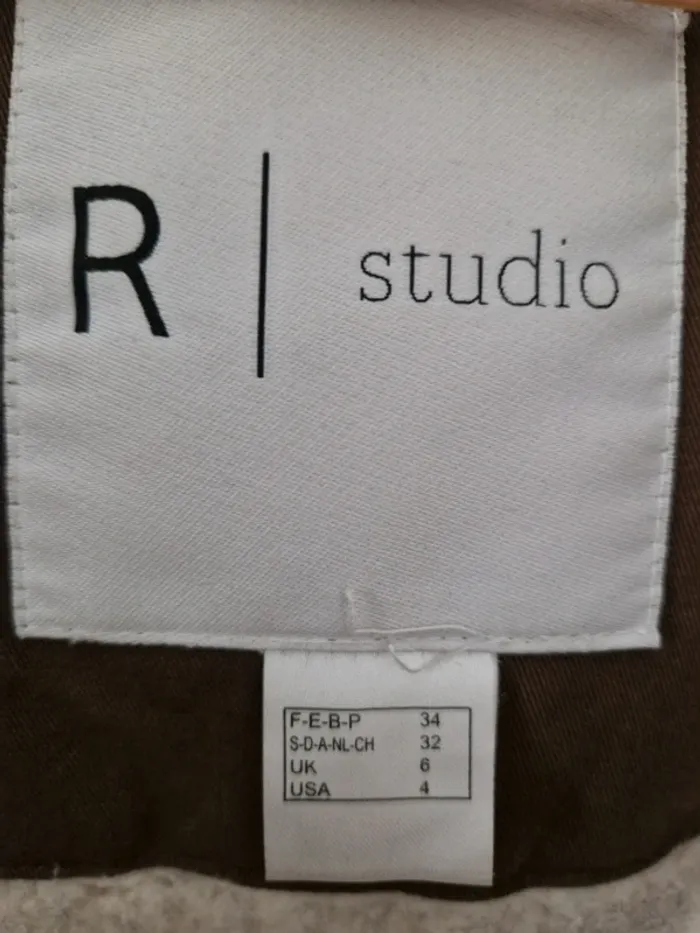 R | studio
F-E-B-P 34
S-D-A-NL-CH 32
UK 6
USA 4